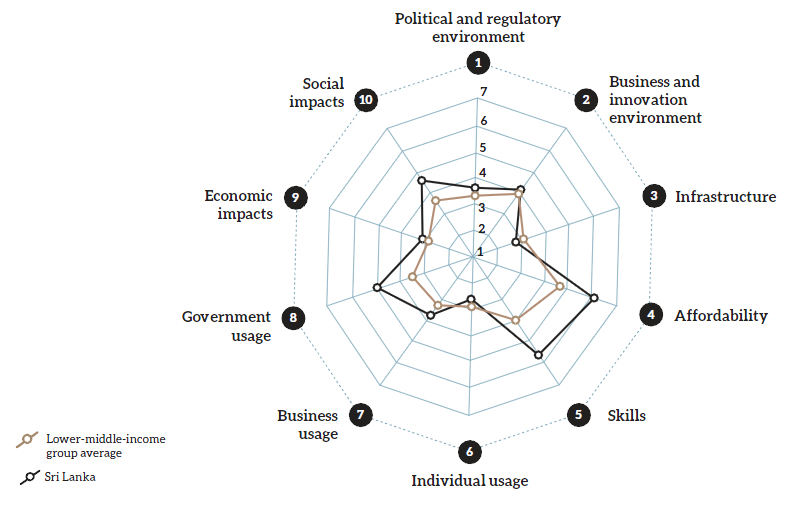 Political and regulatory
environment
1
Social
impacts
10
2
Business and
innovation
environment
7
6
5
4
3
2
1
Economic
impacts
9
3
Infrastructure
Government
usage
8
4
Affordability
Business
usage
7
5
Skills
6
Individual usage
Lower-middle-income
group average
Sri Lanka